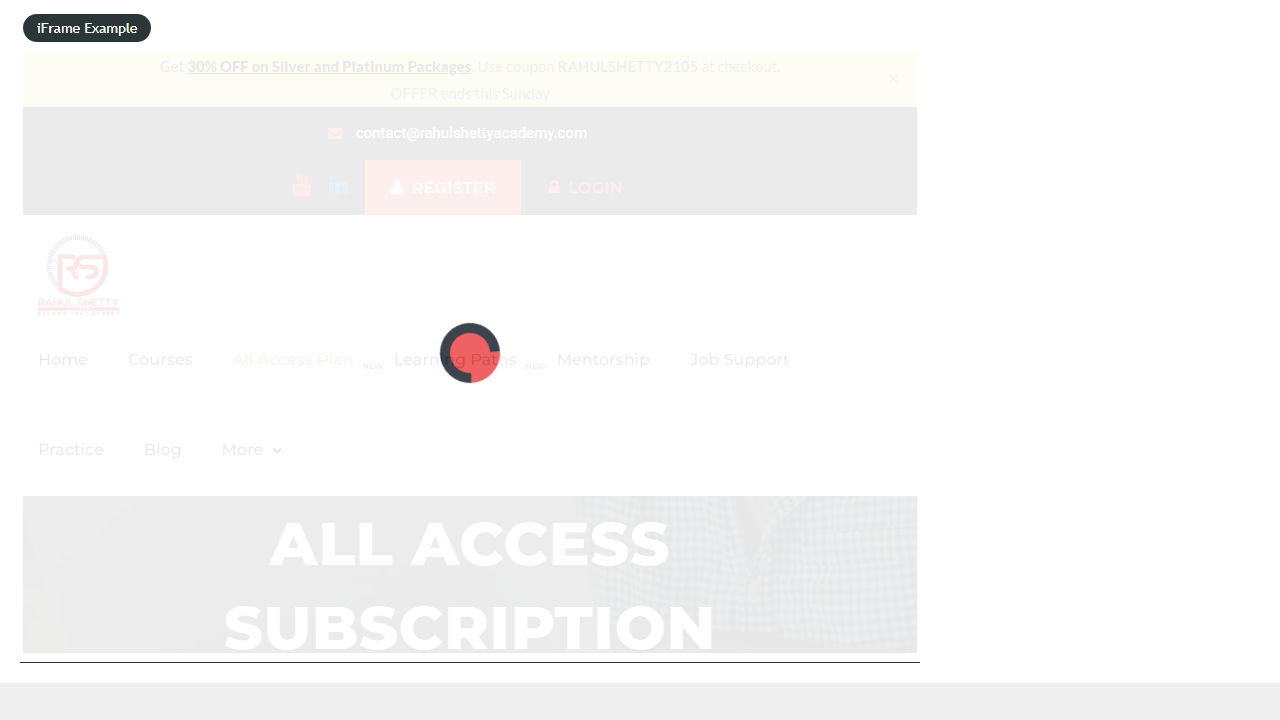 iFrame Example
Get 30% OFF on Silver and Platinum Packages. Use coupon RAHULSHETTY2105 at checkout.
OFFER ends this Sunday
×
contact@rahulshettyacademy.com
REGISTER
LOGIN
RS
RAHUL SHETTY
Home Courses All Access Plan NEW Learning Paths NEW Mentorship Job Support
Practice Blog More
ALL ACCESS
SUBSCRIPTION